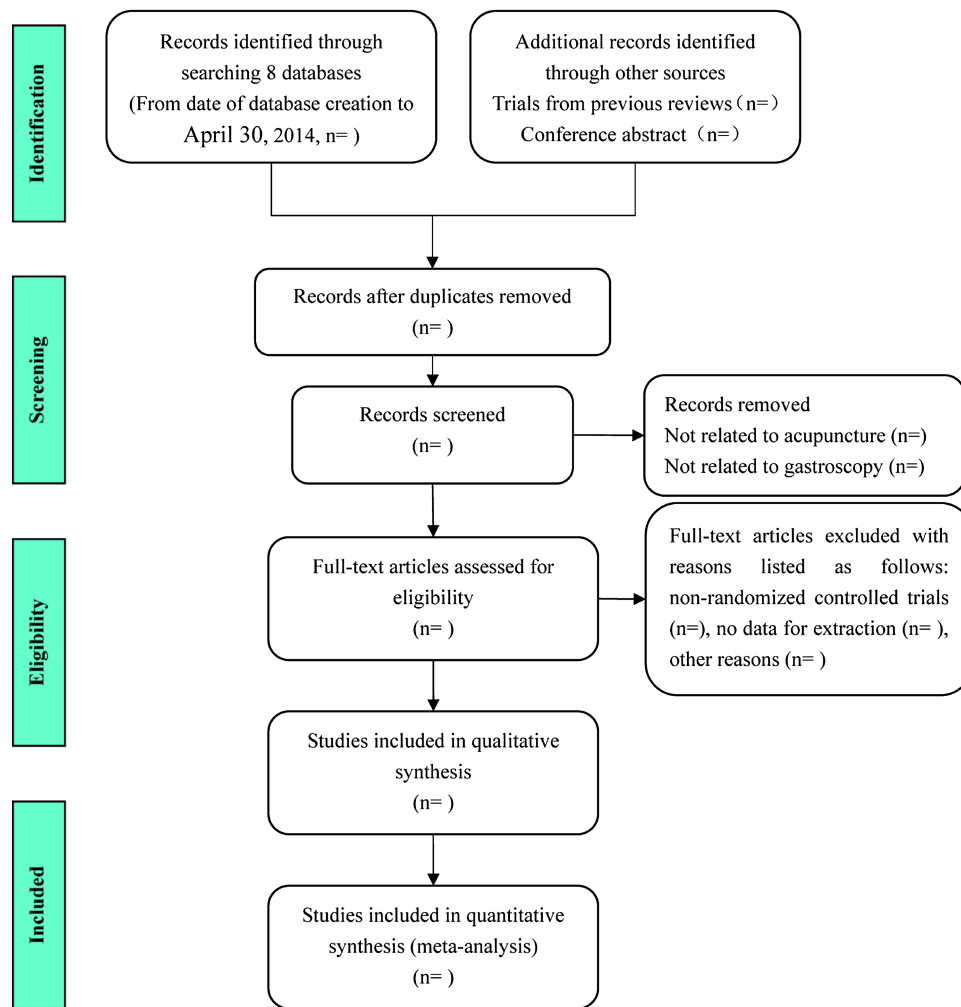 Identification
Records identified through
searching 8 databases
(From date of database creation to
April 30, 2014, n= )
Additional records identified
through other sources
Trials from previous reviews（n=）
Conference abstract（n=）
Screening
Records after duplicates removed
(n= )
Records screened
(n= )
Records removed
Not related to acupuncture (n=)
Not related to gastroscopy (n=)
Eligibility
Full-text articles assessed for
eligibility
(n= )
Full-text articles excluded with
reasons listed as follows:
non-randomized controlled trials
(n=), no data for extraction (n= ),
other reasons (n= )
Studies included in qualitative
synthesis
(n= )
Included
Studies included in quantitative
synthesis (meta-analysis)
(n= )